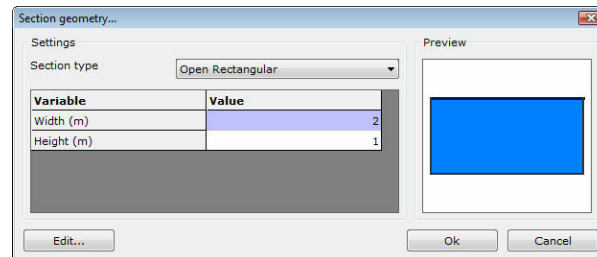 Section geometry...
Settings
Preview
Section type
Open Rectangular
Variable Value
Width (m) 2
Height (m) 1
Edit...
Ok
Cancel